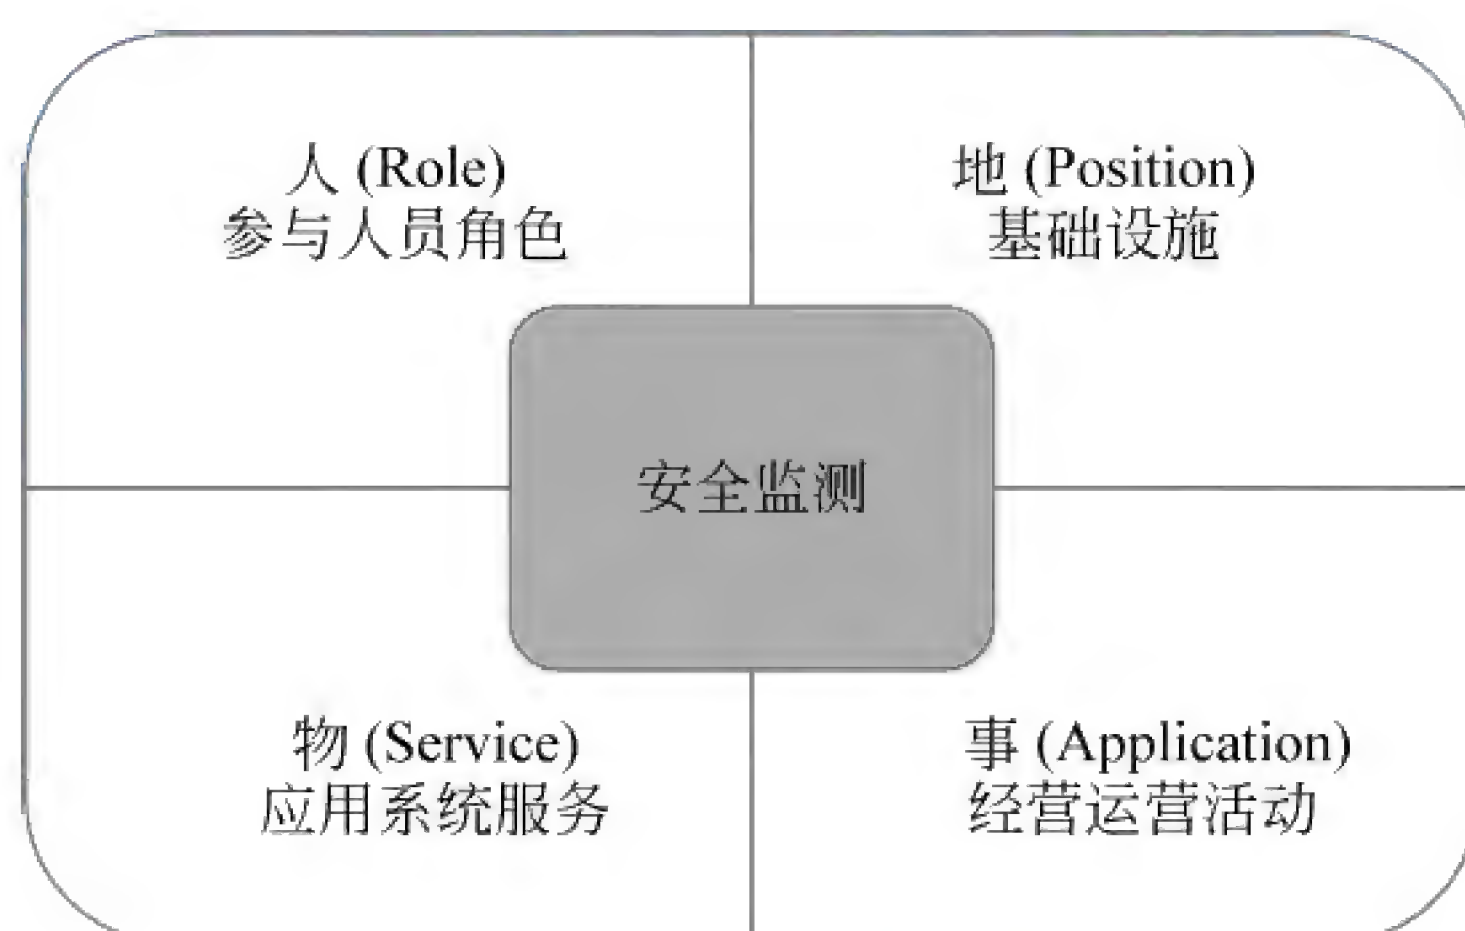 人 (Role)
参与人员角色
地 (Position)
基础设施
安全监测
物 (Service)
应用系统服务
事 (Application)
经营运营活动